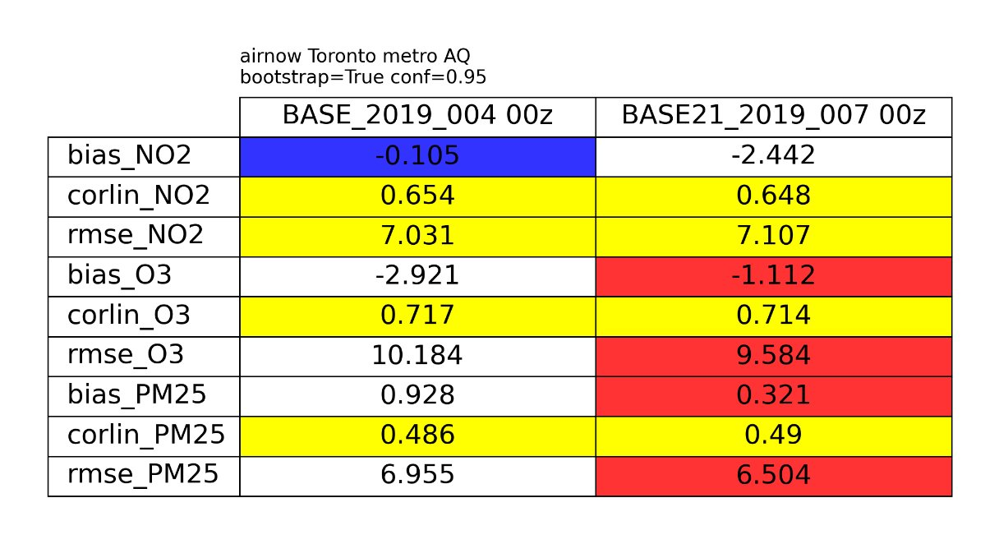 airnow Toronto metro AQ
bootstrap=True conf=0.95
BASE_2019_004 00z BASE21_2019_007 00z
bias_NO2 -0.105 -2.442
corlin_NO2 0.654 0.648
rmse_NO2 7.031 7.107
bias_O3 -2.921 -1.112
corlin_O3 0.717 0.714
rmse_O3 10.184 9.584
bias_PM25 0.928 0.321
corlin_PM25 0.486 0.49
rmse_PM25 6.955 6.504